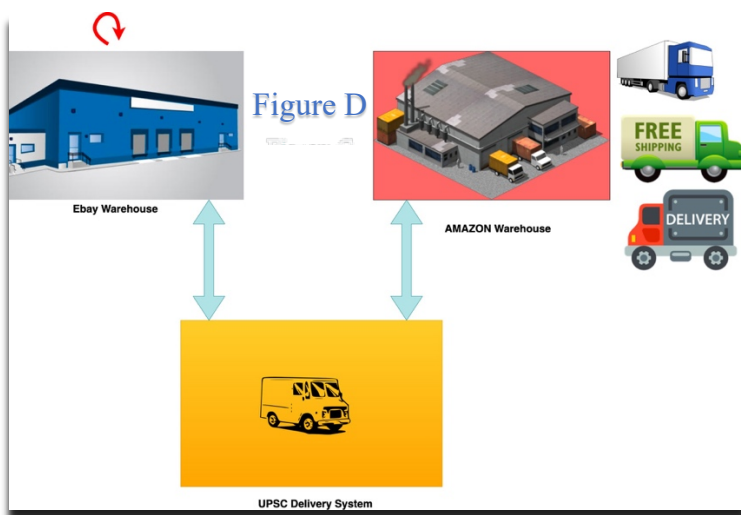 Figure D
FREE
SHIPPING
DELIVERY
Ebay Warehouse
AMAZON Warehouse
UPSC Delivery System